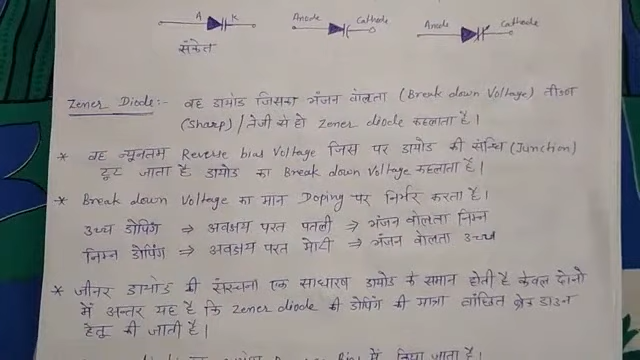 A K Anode Cathode Anode Cathode
संकेत
Zener Diode:- वह डायोड जिसका भंजन वोल्टता (Break down Voltage) तीक्ष्ण
(Sharp) / तेजी से हो Zener diode कहलाता है।
* वह न्यूनतम Reverse bias Voltage जिस पर डायोड की संन्धि (Junction)
टूट जाता है डायोड का Break down Voltage कहलाता है।
* Break down Voltage का मान Doping पर निर्भर करता है।
उच्च डोपिंग ⇒ अवक्षय परत पतली ⇒ भंजन वोल्टता निम्न
निम्न डोपिंग ⇒ अवक्षय परत मोटी ⇒ भंजन वोल्टता उच्च
* जीनर डायोड की संरचना एक साधारण डायोड के समान होती है केवल दोनो
में अन्तर यह है कि Zener diode की डोपिंग की मात्रा वांछित ब्रेक डाउन
हेतु की जाती है।
में किया जाता है।